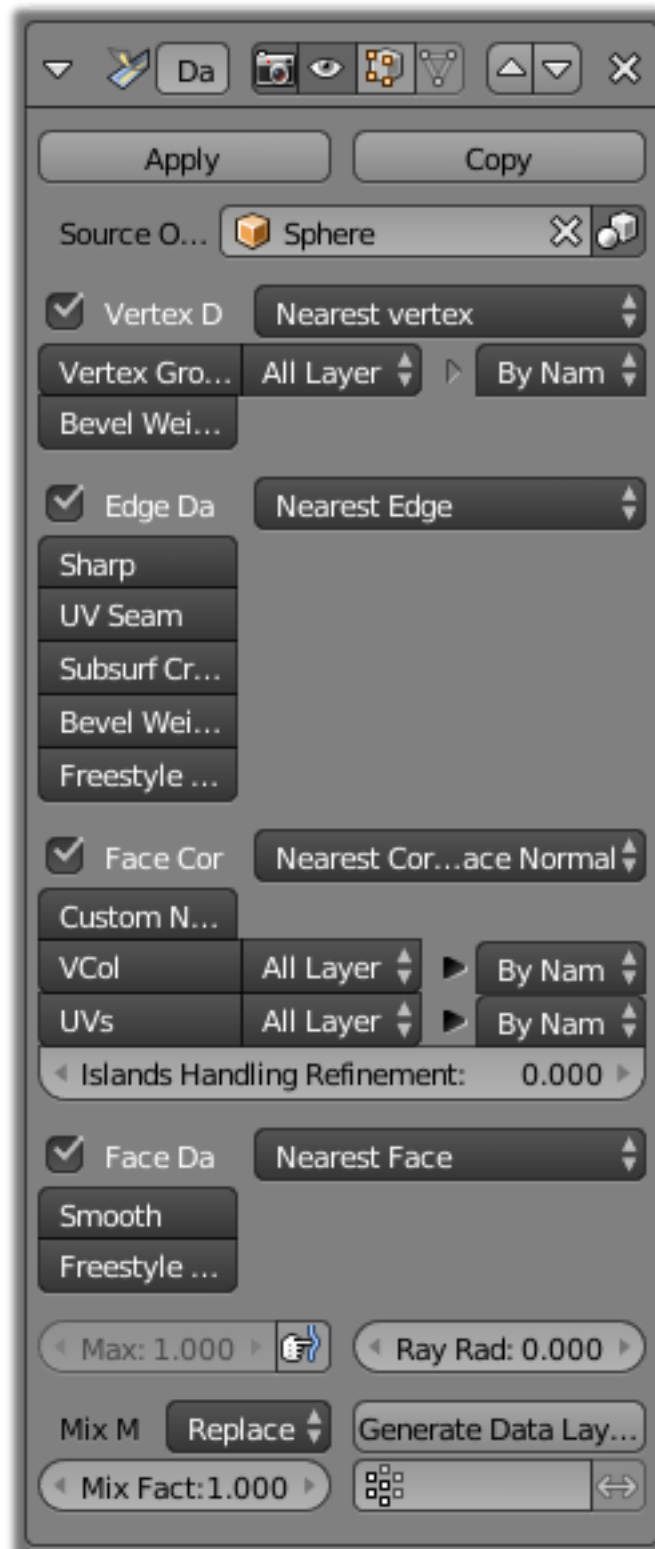 Da
Apply Copy
Source O... Sphere
Vertex D Nearest vertex
Vertex Gro... All Layer By Nam
Bevel Wei...
Edge Da Nearest Edge
Sharp
UV Seam
Subsurf Cr...
Bevel Wei...
Freestyle ...
Face Cor Nearest Cor...ace Normal
Custom N...
VCol All Layer By Nam
UVs All Layer By Nam
Islands Handling Refinement: 0.000
Face Da Nearest Face
Smooth
Freestyle ...
Max: 1.000 Ray Rad: 0.000
Mix M Replace Generate Data Lay...
Mix Fact:1.000